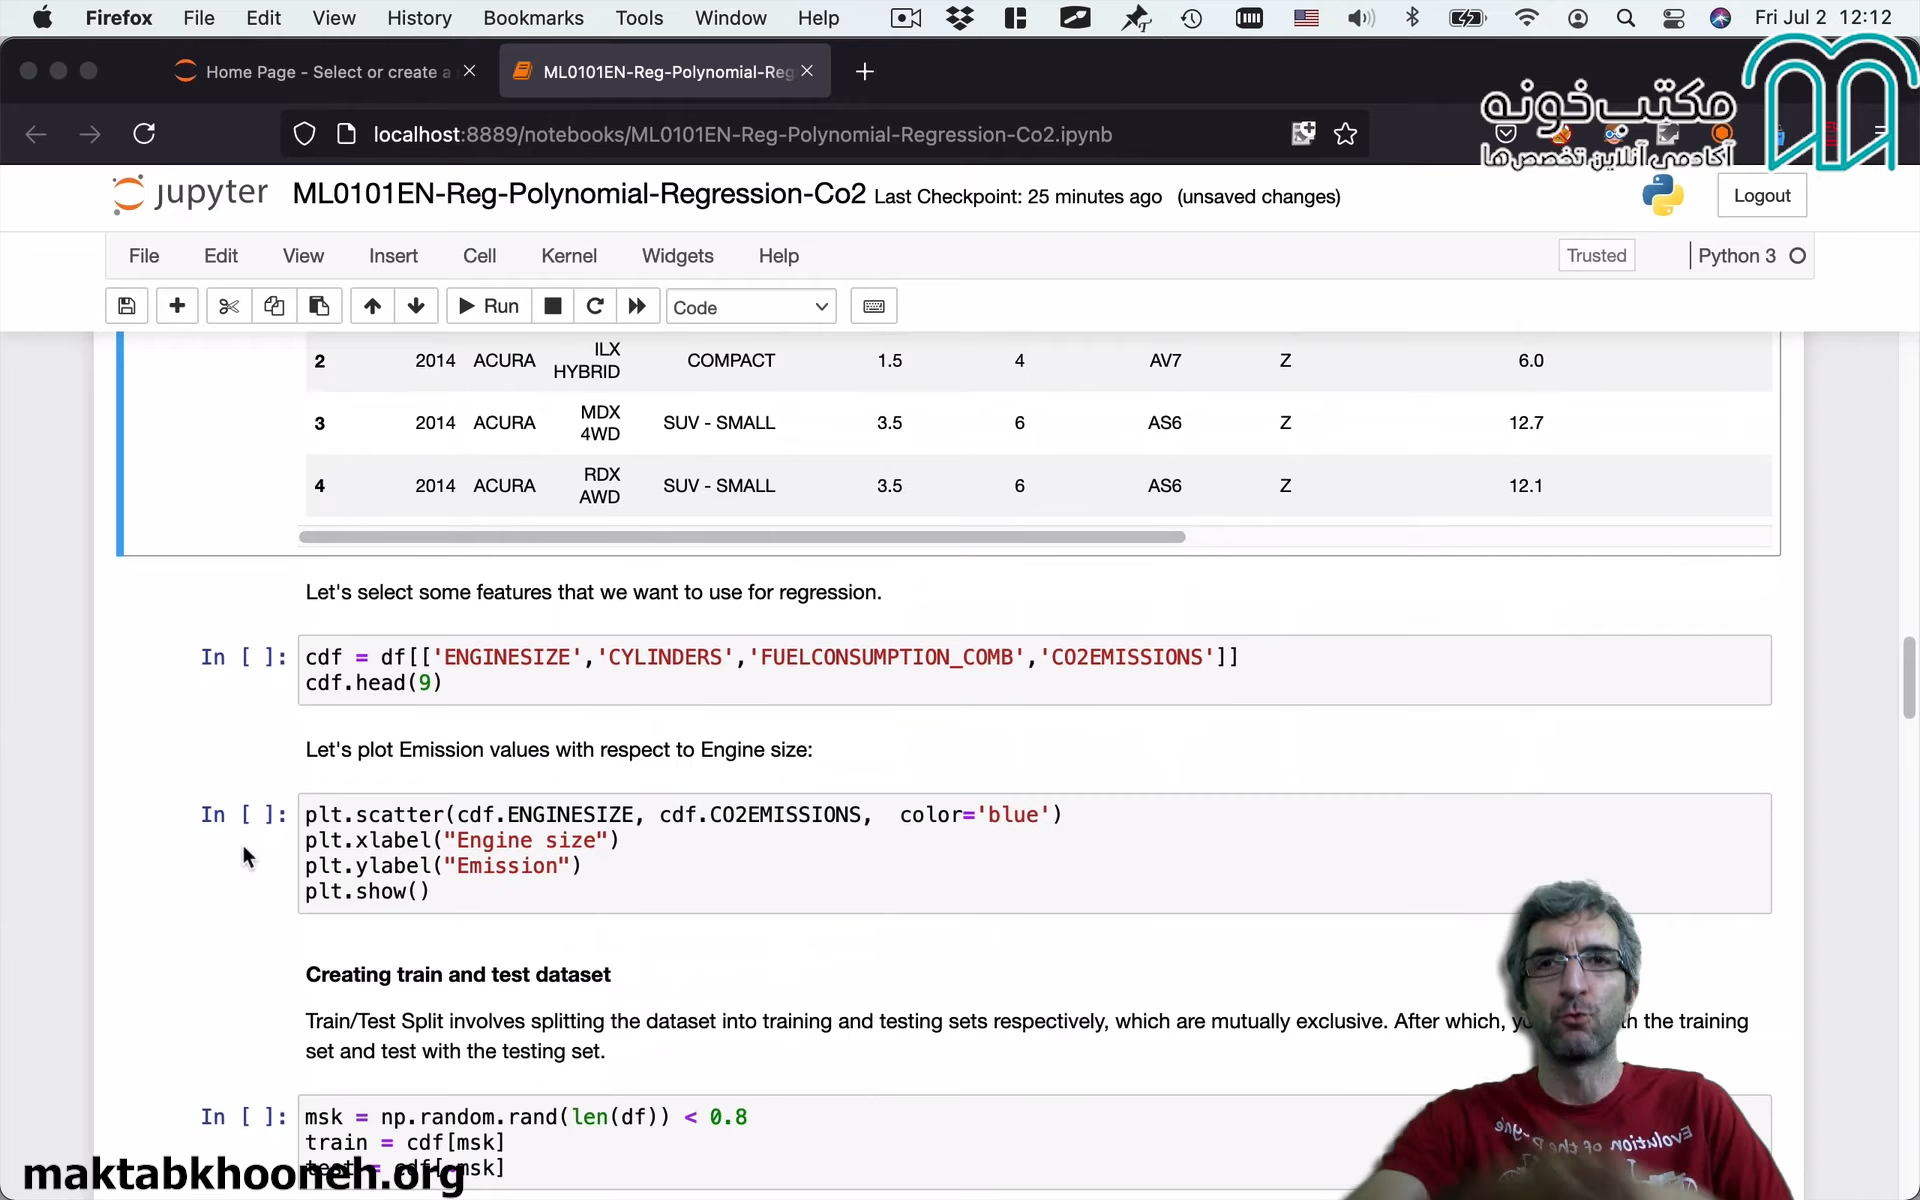 Firefox File Edit View History Bookmarks Tools Window Help Fri Jul 2 12:12
Home Page - Select or create a
ML0101EN-Reg-Polynomial-Reg
مکتب‌خونه
آکادمی آنلاین تخصص‌ها
localhost:8889/notebooks/ML0101EN-Reg-Polynomial-Regression-Co2.ipynb
jupyter ML0101EN-Reg-Polynomial-Regression-Co2 Last Checkpoint: 25 minutes ago (unsaved changes) Logout
File Edit View Insert Cell Kernel Widgets Help Trusted Python 3
Run Code
2 2014 ACURA ILX HYBRID COMPACT 1.5 4 AV7 Z 6.0
3 2014 ACURA MDX 4WD SUV - SMALL 3.5 6 AS6 Z 12.7
4 2014 ACURA RDX AWD SUV - SMALL 3.5 6 AS6 Z 12.1
Let's select some features that we want to use for regression.
In [ ]: cdf = df[['ENGINESIZE','CYLINDERS','FUELCONSUMPTION_COMB','CO2EMISSIONS']]
cdf.head(9)
Let's plot Emission values with respect to Engine size:
In [ ]: plt.scatter(cdf.ENGINESIZE, cdf.CO2EMISSIONS,  color='blue')
plt.xlabel("Engine size")
plt.ylabel("Emission")
plt.show()
Creating train and test dataset
Train/Test Split involves splitting the dataset into training and testing sets respectively, which are mutually exclusive. After which, the training
set and test with the testing set.
In [ ]: msk = np.random.rand(len(df)) < 0.8
train = cdf[msk]
test = cdf[~msk]
maktabkhooneh.org
Evolution of the